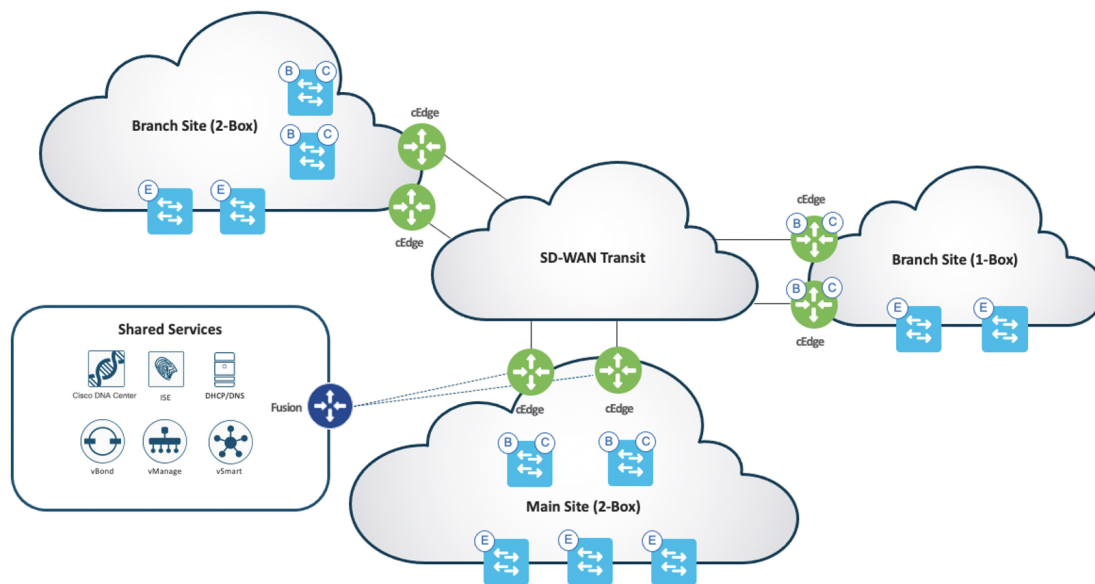 B
C
cEdge
Branch Site (2-Box)
B
C
E
E
cEdge
cEdge
B
C
SD-WAN Transit
Branch Site (1-Box)
B
C
E
E
cEdge
Shared Services
Cisco DNA Center
ISE
DHCP/DNS
Fusion
cEdge
cEdge
vBond
vManage
vSmart
B
C
B
C
Main Site (2-Box)
E
E
E